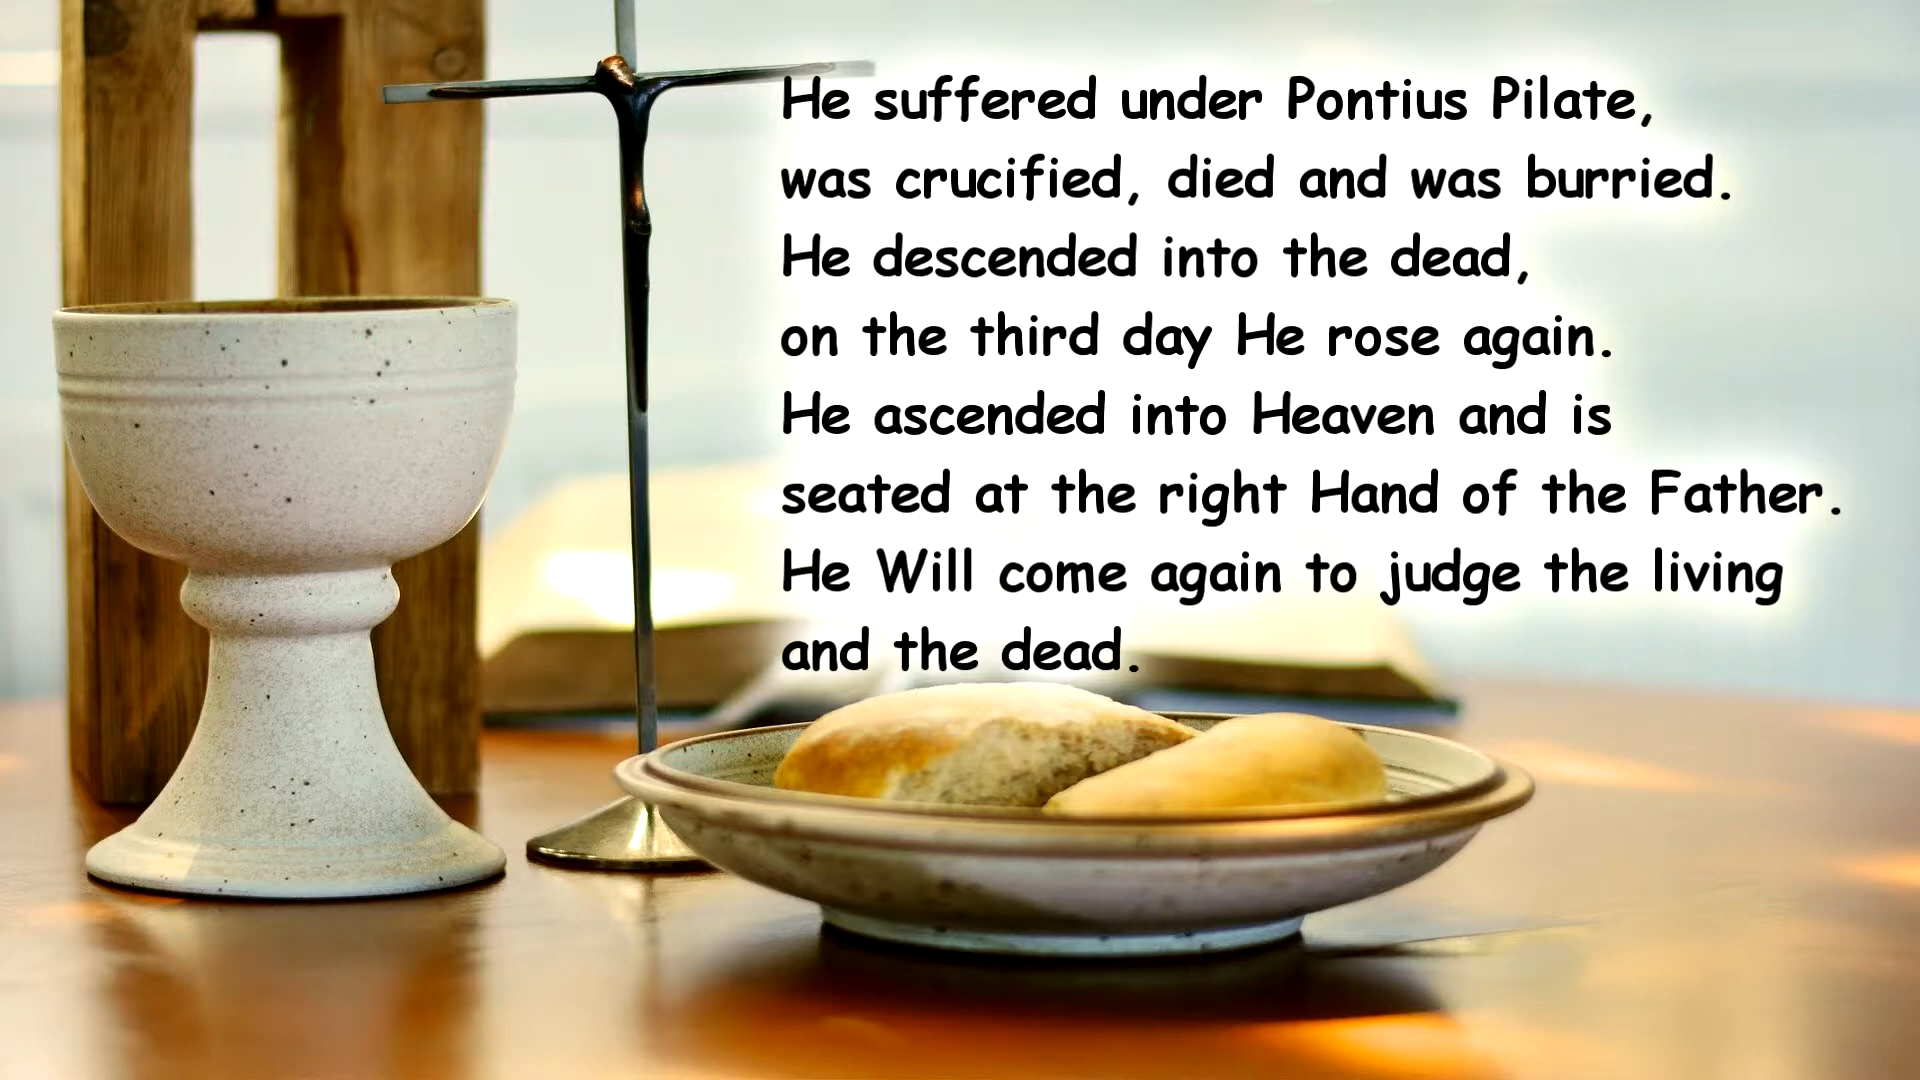 He suffered under Pontius Pilate,
was crucified, died and was burried.
He descended into the dead,
on the third day He rose again.
He ascended into Heaven and is
seated at the right Hand of the Father.
He Will come again to judge the living
and the dead.